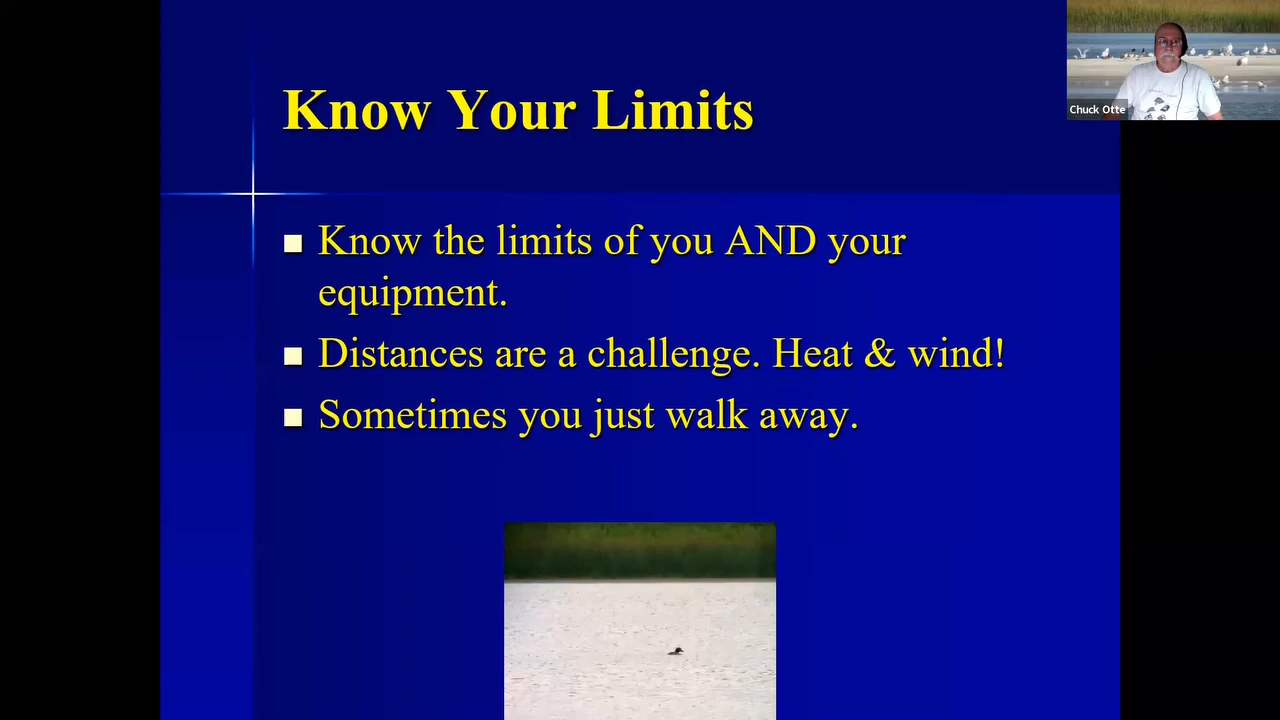 Know Your Limits
Know the limits of you AND your
equipment.
Distances are a challenge. Heat & wind!
Sometimes you just walk away.
Chuck Otte